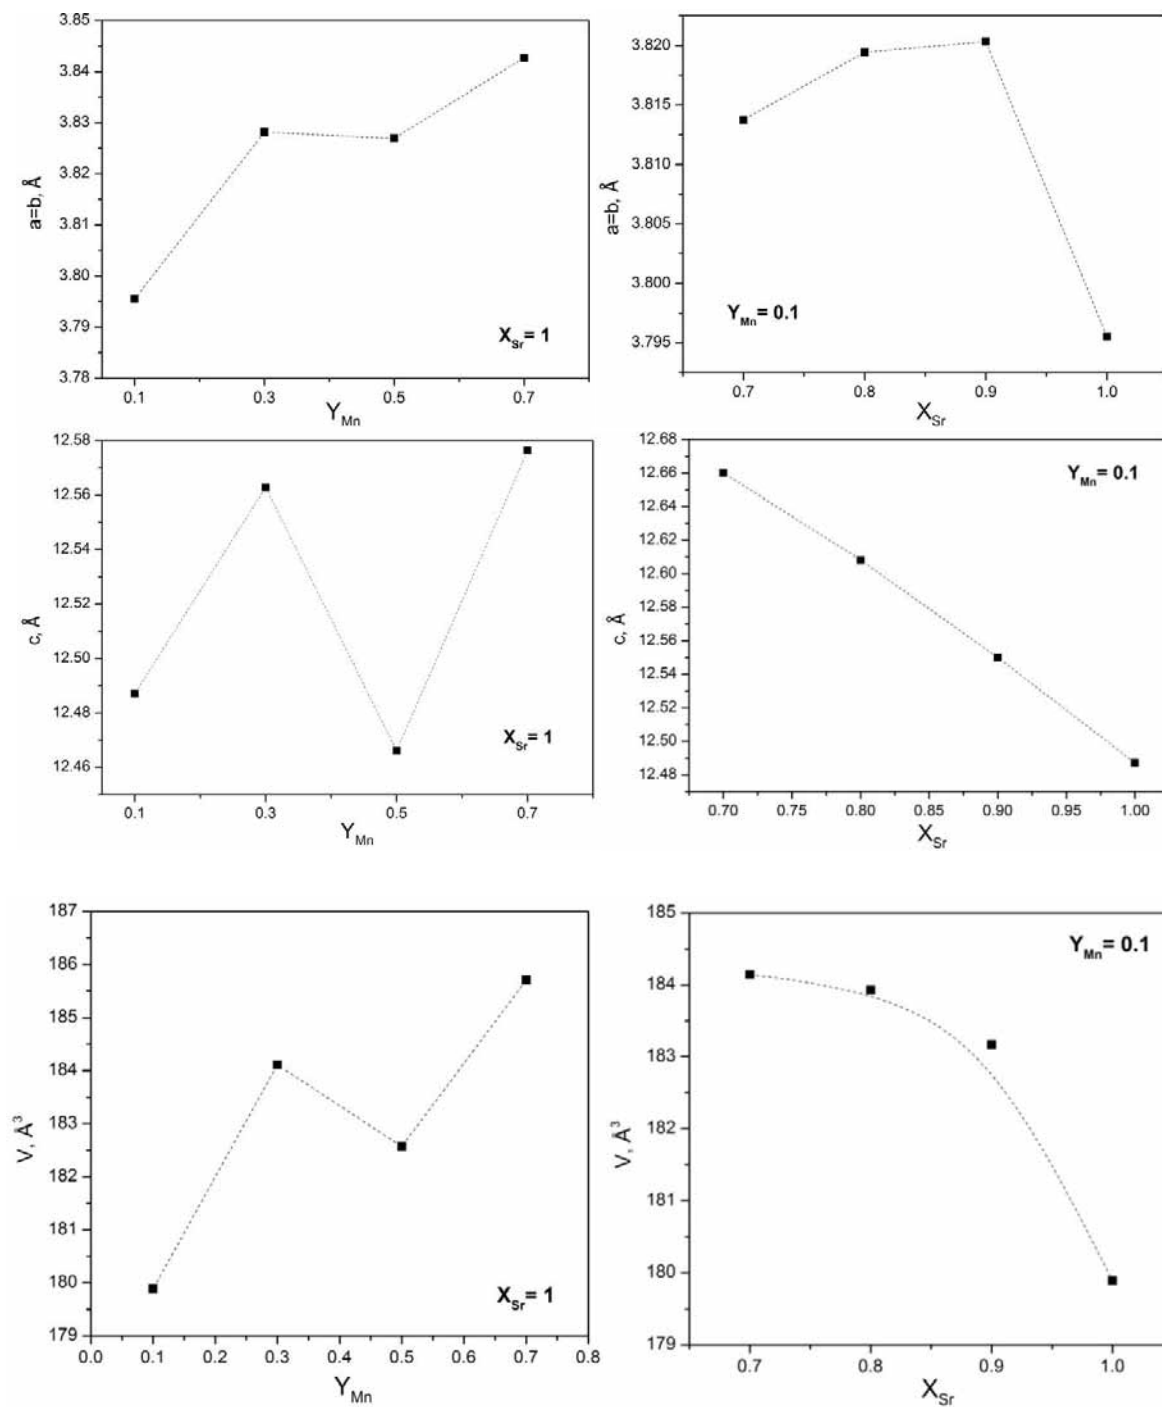 3.85
3.84
3.83
3.82
3.81
3.80
3.79
3.78
a=b, Å
X_Sr= 1
0.1 0.3 0.5 0.7
Y_Mn
3.820
3.815
3.810
3.805
3.800
3.795
a=b, Å
Y_Mn= 0.1
0.7 0.8 0.9 1.0
X_Sr
12.58
12.56
12.54
12.52
12.50
12.48
12.46
c, Å
X_Sr= 1
0.1 0.3 0.5 0.7
Y_Mn
12.68
12.66
12.64
12.62
12.60
12.58
12.56
12.54
12.52
12.50
12.48
c, Å
Y_Mn= 0.1
0.70 0.75 0.80 0.85 0.90 0.95 1.00
X_Sr
187
186
185
184
183
182
181
180
179
V, Å³
X_Sr= 1
0.0 0.1 0.2 0.3 0.4 0.5 0.6 0.7 0.8
Y_Mn
185
184
183
182
181
180
179
V, Å³
Y_Mn= 0.1
0.7 0.8 0.9 1.0
X_Sr